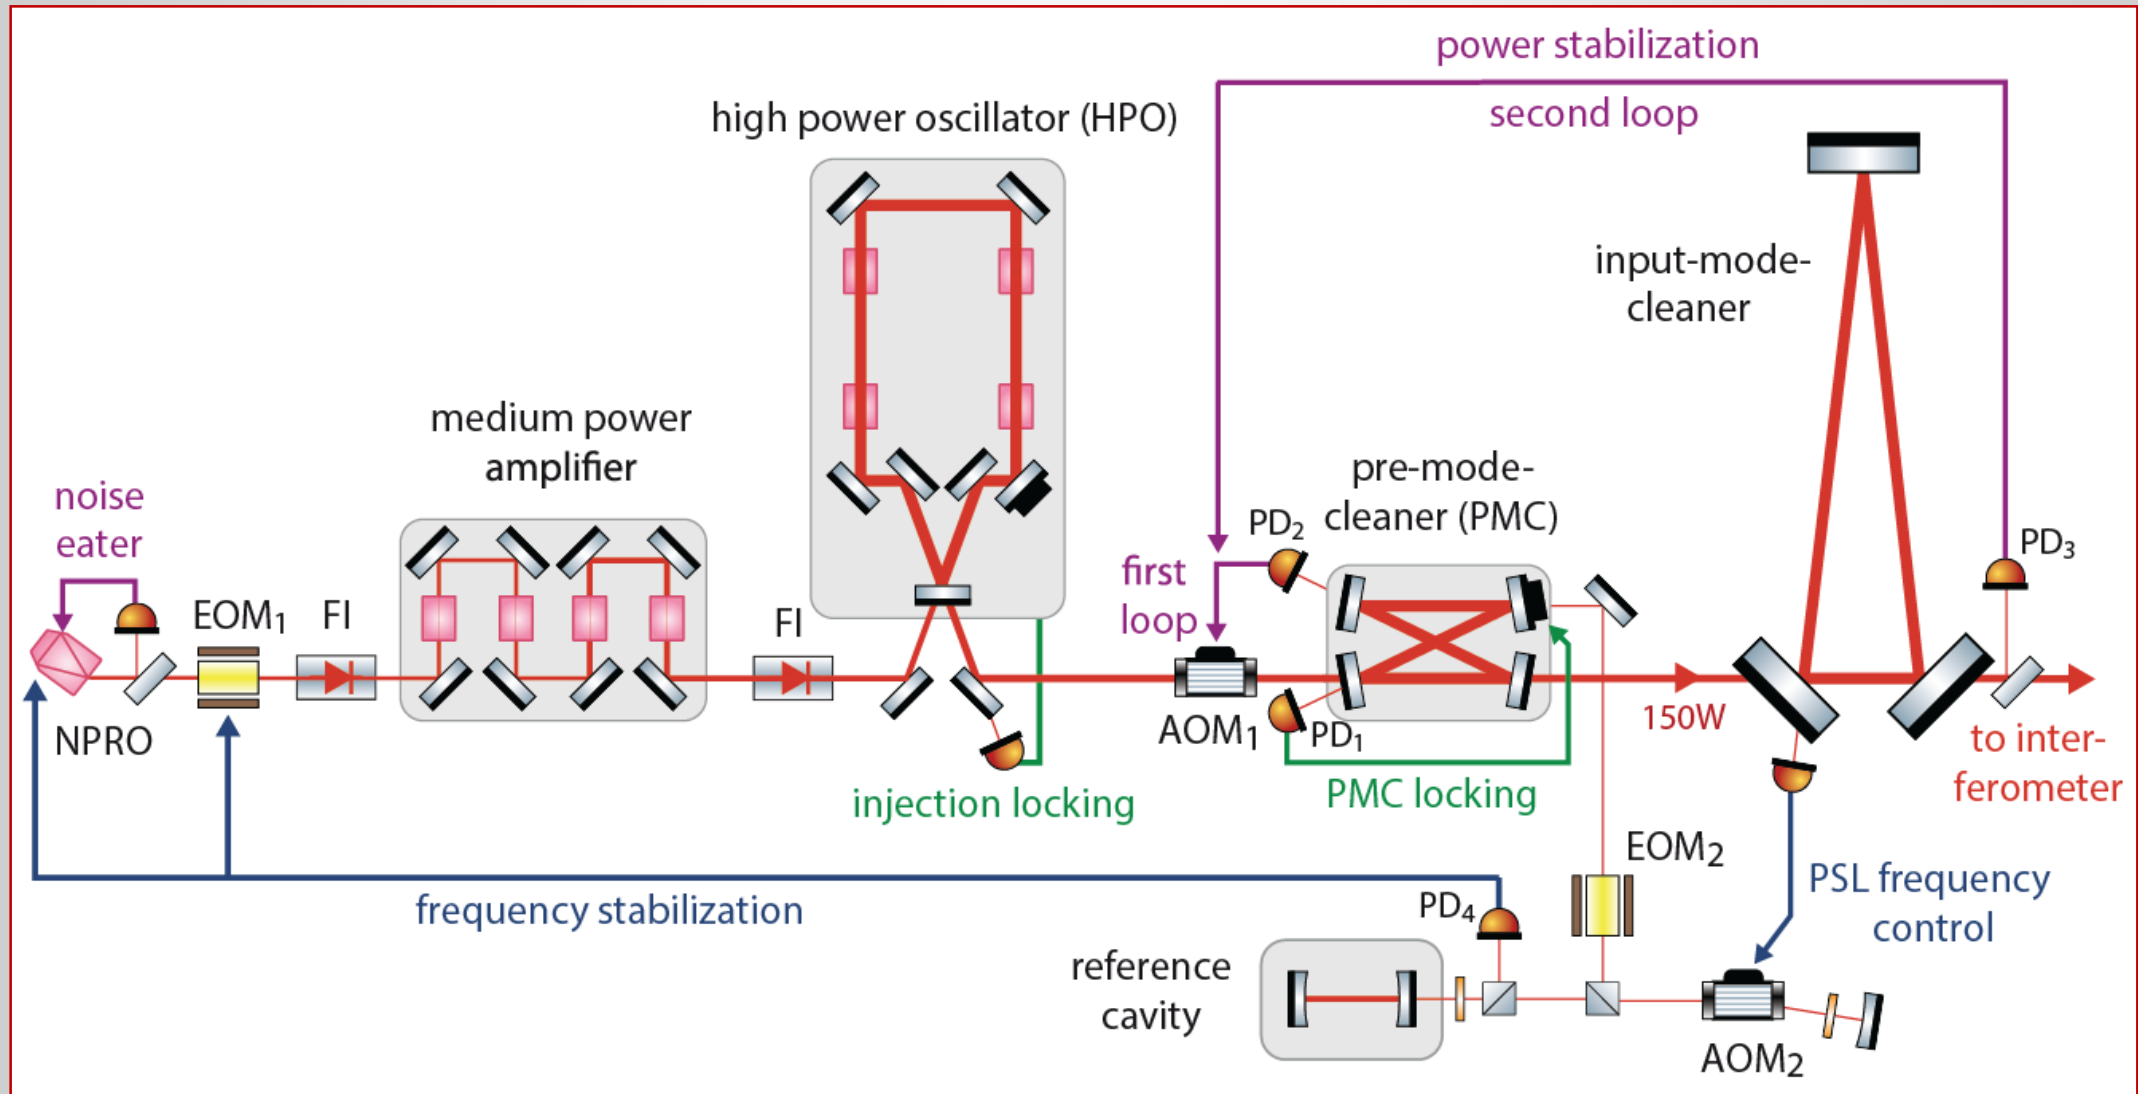 power stabilization
second loop
high power oscillator (HPO)
input-mode-
cleaner
medium power
amplifier
pre-mode-
cleaner (PMC)
noise
eater
PD₂
PD₃
first
loop
EOM₁
FI
FI
NPRO
AOM₁
PD₁
150W
to inter-
ferometer
injection locking
PMC locking
EOM₂
PSL frequency
control
frequency stabilization
PD₄
reference
cavity
AOM₂